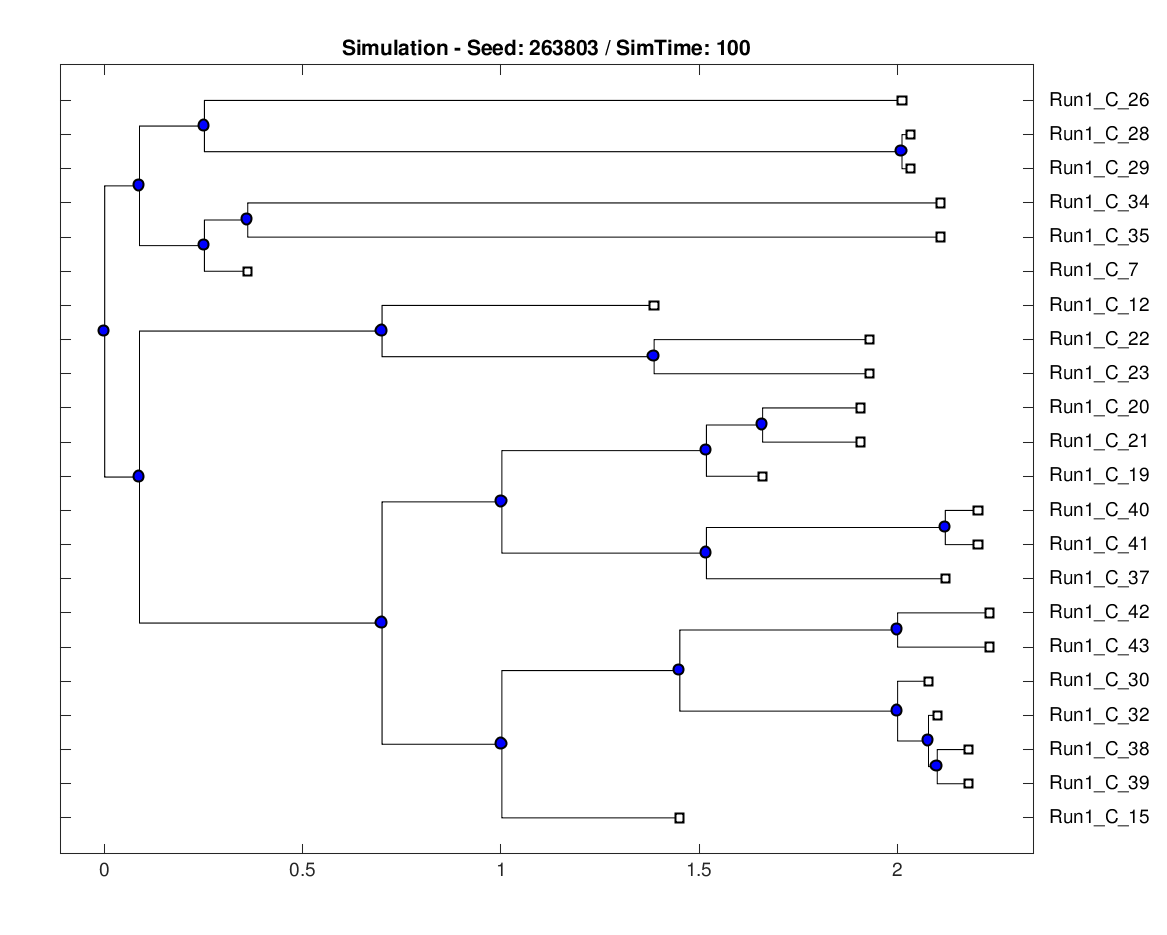 Simulation - Seed: 263803 / SimTime: 100
Run1_C_26
Run1_C_28
Run1_C_29
Run1_C_34
Run1_C_35
Run1_C_7
Run1_C_12
Run1_C_22
Run1_C_23
Run1_C_20
Run1_C_21
Run1_C_19
Run1_C_40
Run1_C_41
Run1_C_37
Run1_C_42
Run1_C_43
Run1_C_30
Run1_C_32
Run1_C_38
Run1_C_39
Run1_C_15
0 0.5 1 1.5 2